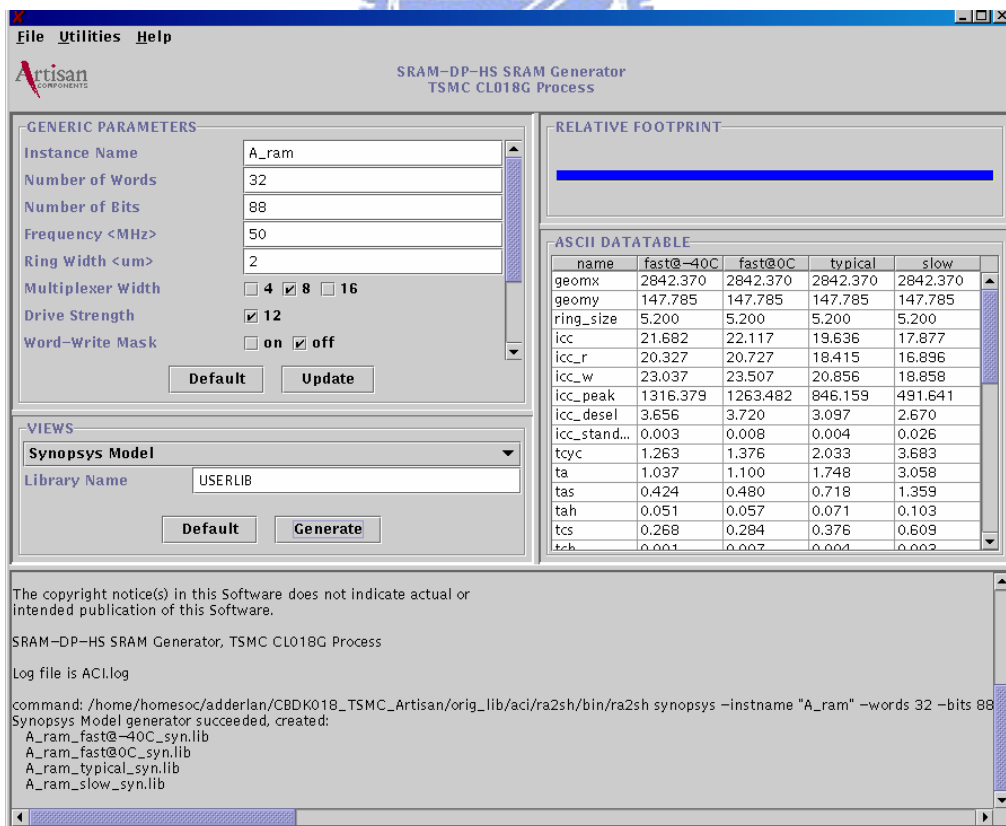 File Utilities Help
Artisan
COMPONENTS
SRAM-DP-HS SRAM Generator
TSMC CL018G Process
GENERIC PARAMETERS
Instance Name A_ram
Number of Words 32
Number of Bits 88
Frequency <MHz> 50
Ring Width <um> 2
Multiplexer Width 4 8 16
Drive Strength 12
Word-Write Mask on off
Default Update
VIEWS
Synopsys Model
Library Name USERLIB
Default Generate
RELATIVE FOOTPRINT
ASCII DATATABLE
name fast@-40C fast@0C typical slow
geomx 2842.370 2842.370 2842.370 2842.370
geomy 147.785 147.785 147.785 147.785
ring_size 5.200 5.200 5.200 5.200
icc 21.682 22.117 19.636 17.877
icc_r 20.327 20.727 18.415 16.896
icc_w 23.037 23.507 20.856 18.858
icc_peak 1316.379 1263.482 846.159 491.641
icc_desel 3.656 3.720 3.097 2.670
icc_stand... 0.003 0.008 0.004 0.026
tcyc 1.263 1.376 2.033 3.683
ta 1.037 1.100 1.748 3.058
tas 0.424 0.480 0.718 1.359
tah 0.051 0.057 0.071 0.103
tcs 0.268 0.284 0.376 0.609
tch 0.001 0.007 0.004 0.003
The copyright notice(s) in this Software does not indicate actual or
intended publication of this Software.
SRAM-DP-HS SRAM Generator, TSMC CL018G Process
Log file is ACI.log
command: /home/homesoc/adderlan/CBDK018_TSMC_Artisan/orig_lib/aci/ra2sh/bin/ra2sh synopsys -instname "A_ram" -words 32 -bits 88
Synopsys Model generator succeeded, created:
A_ram_fast@-40C_syn.lib
A_ram_fast@0C_syn.lib
A_ram_typical_syn.lib
A_ram_slow_syn.lib